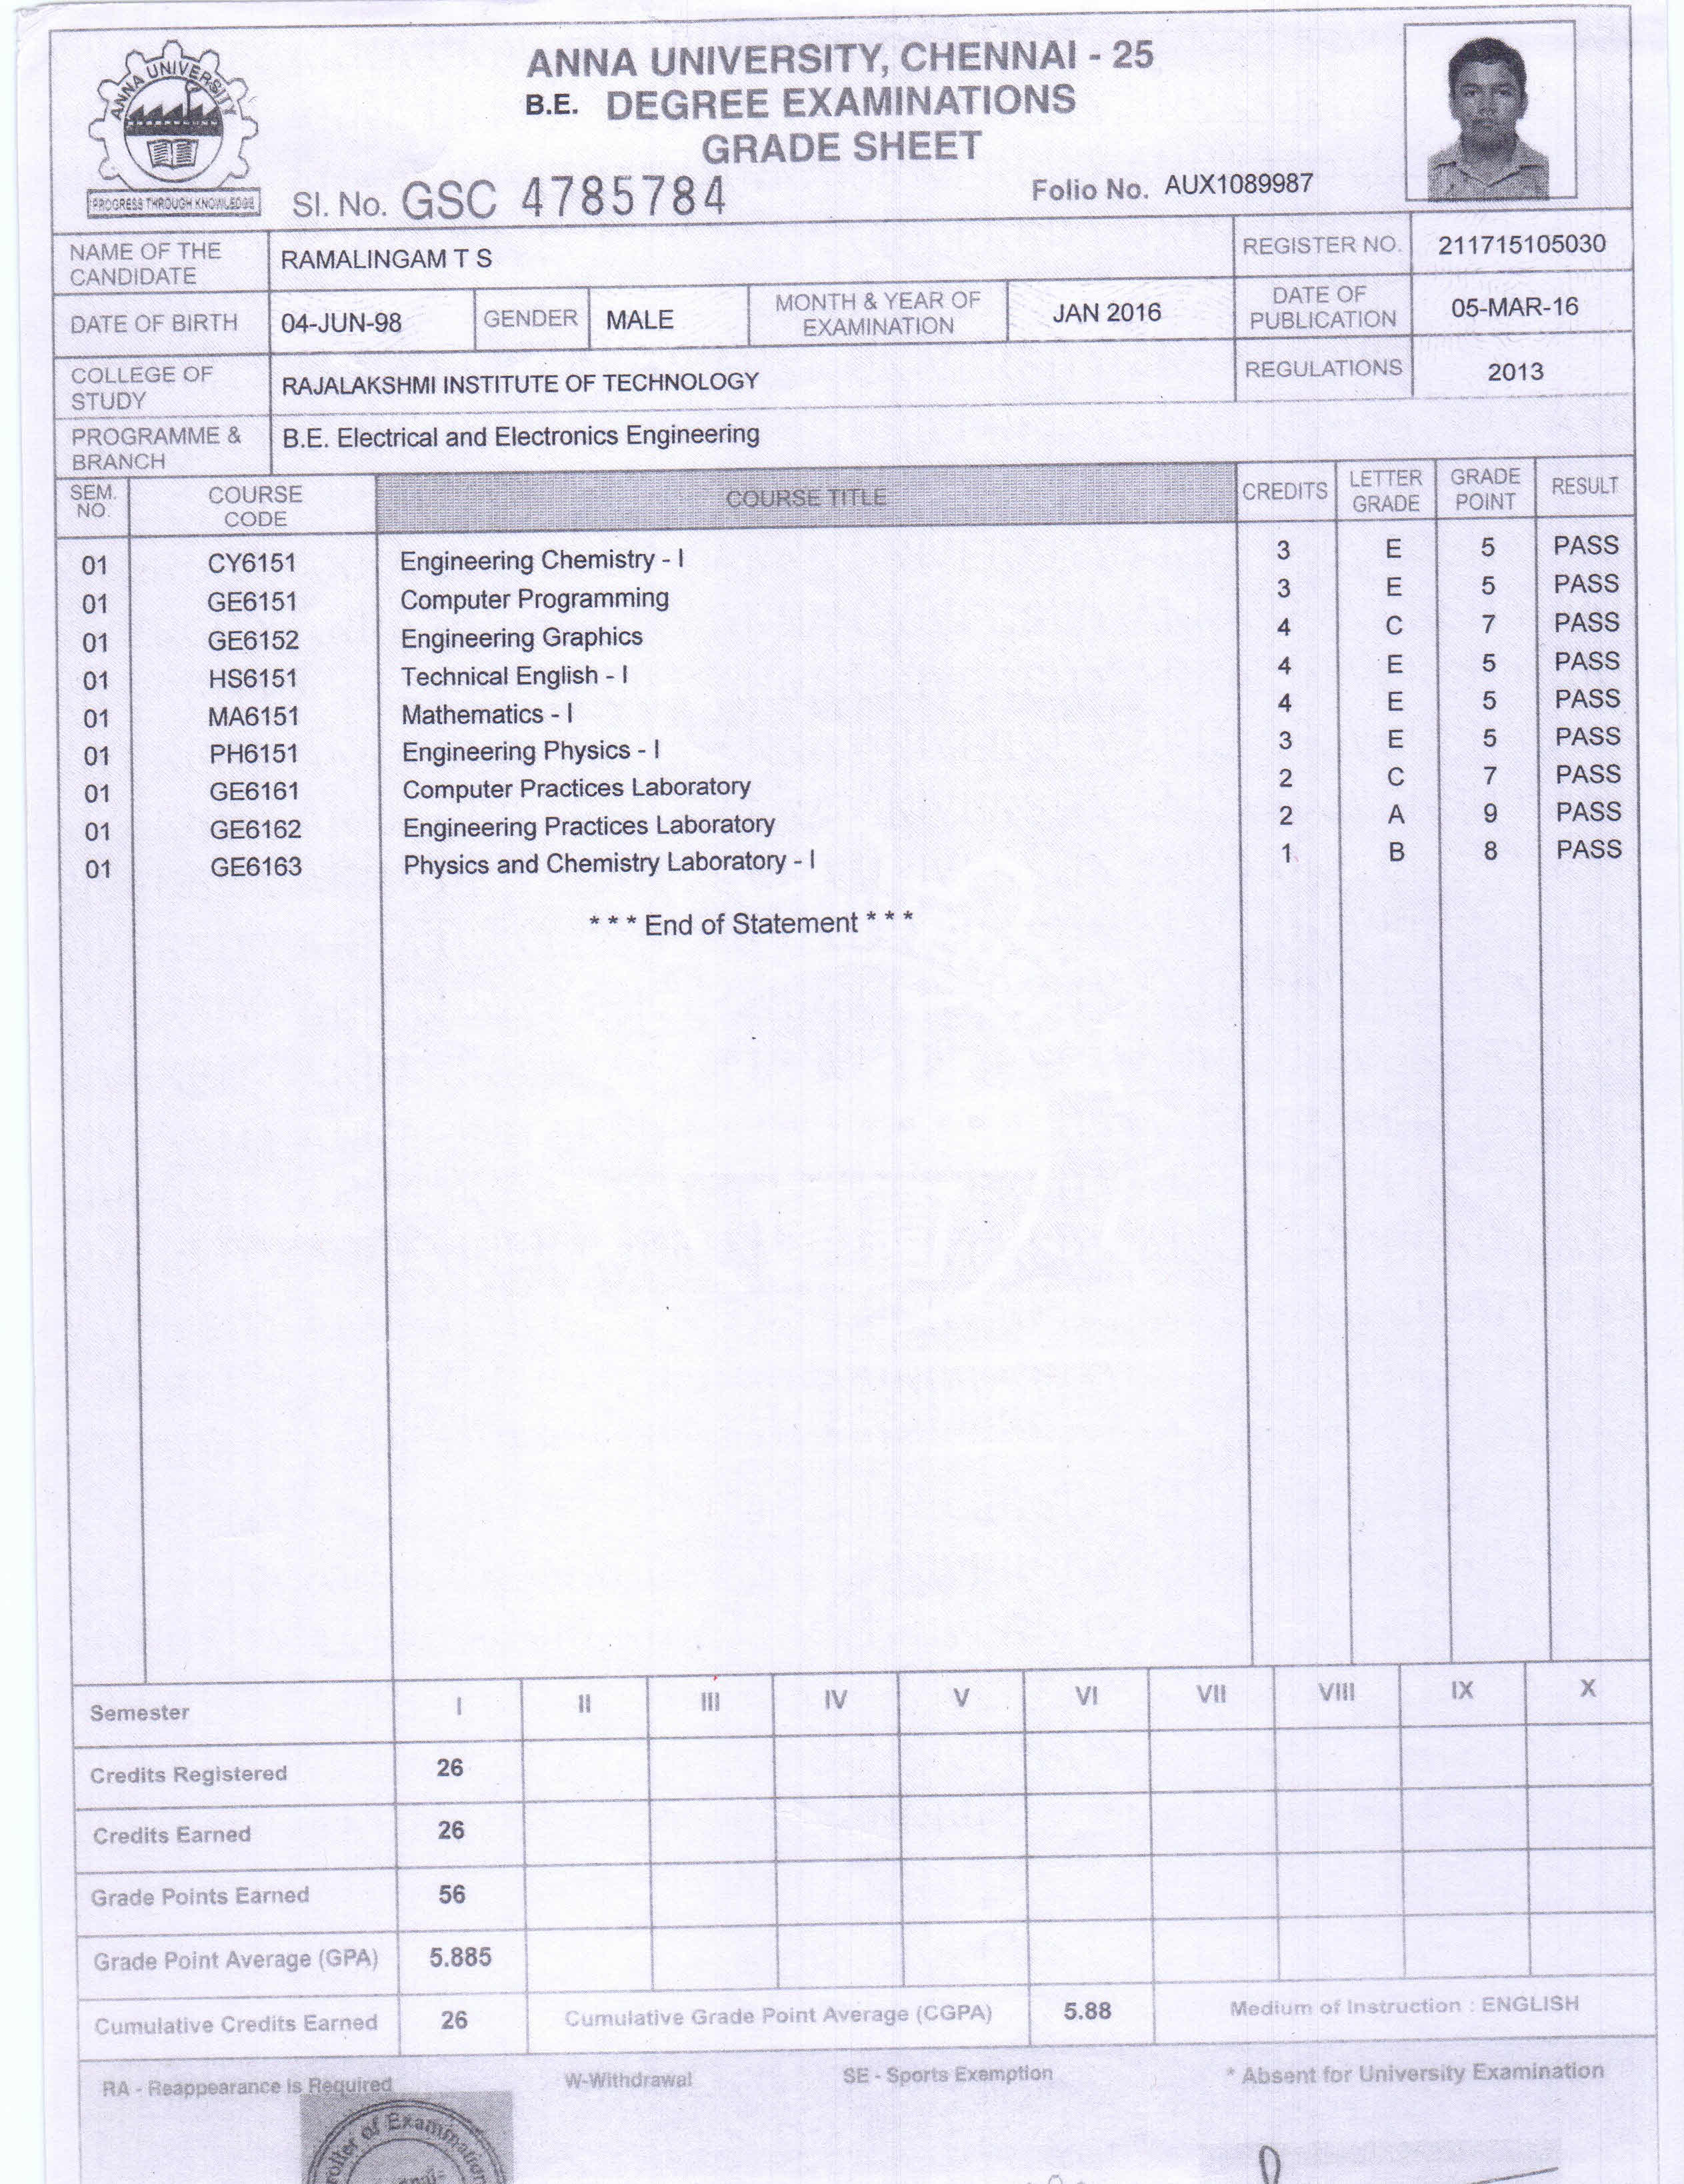 ANNA UNIVERSITY
PROGRESS THROUGH KNOWLEDGE
ANNA UNIVERSITY, CHENNAI - 25
B.E. DEGREE EXAMINATIONS
GRADE SHEET
Sl. No. GSC 4785784
Folio No. AUX1089987
NAME OF THE CANDIDATE RAMALINGAM T S REGISTER NO. 211715105030
DATE OF BIRTH 04-JUN-98 GENDER MALE MONTH & YEAR OF EXAMINATION JAN 2016 DATE OF PUBLICATION 05-MAR-16
COLLEGE OF STUDY RAJALAKSHMI INSTITUTE OF TECHNOLOGY REGULATIONS 2013
PROGRAMME & BRANCH B.E. Electrical and Electronics Engineering
SEM. NO. COURSE CODE COURSE TITLE CREDITS LETTER GRADE GRADE POINT RESULT
01 CY6151 Engineering Chemistry - I 3 E 5 PASS
01 GE6151 Computer Programming 3 E 5 PASS
01 GE6152 Engineering Graphics 4 C 7 PASS
01 HS6151 Technical English - I 4 E 5 PASS
01 MA6151 Mathematics - I 4 E 5 PASS
01 PH6151 Engineering Physics - I 3 E 5 PASS
01 GE6161 Computer Practices Laboratory 2 C 7 PASS
01 GE6162 Engineering Practices Laboratory 2 A 9 PASS
01 GE6163 Physics and Chemistry Laboratory - I 1 B 8 PASS
* * * End of Statement * * *
Semester I II III IV V VI VII VIII IX X
Credits Registered 26
Credits Earned 26
Grade Points Earned 56
Grade Point Average (GPA) 5.885
Cumulative Credits Earned 26 Cumulative Grade Point Average (CGPA) 5.88 Medium of Instruction : ENGLISH
RA - Reappearance is Required W-Withdrawal SE - Sports Exemption * Absent for University Examination
of Examination